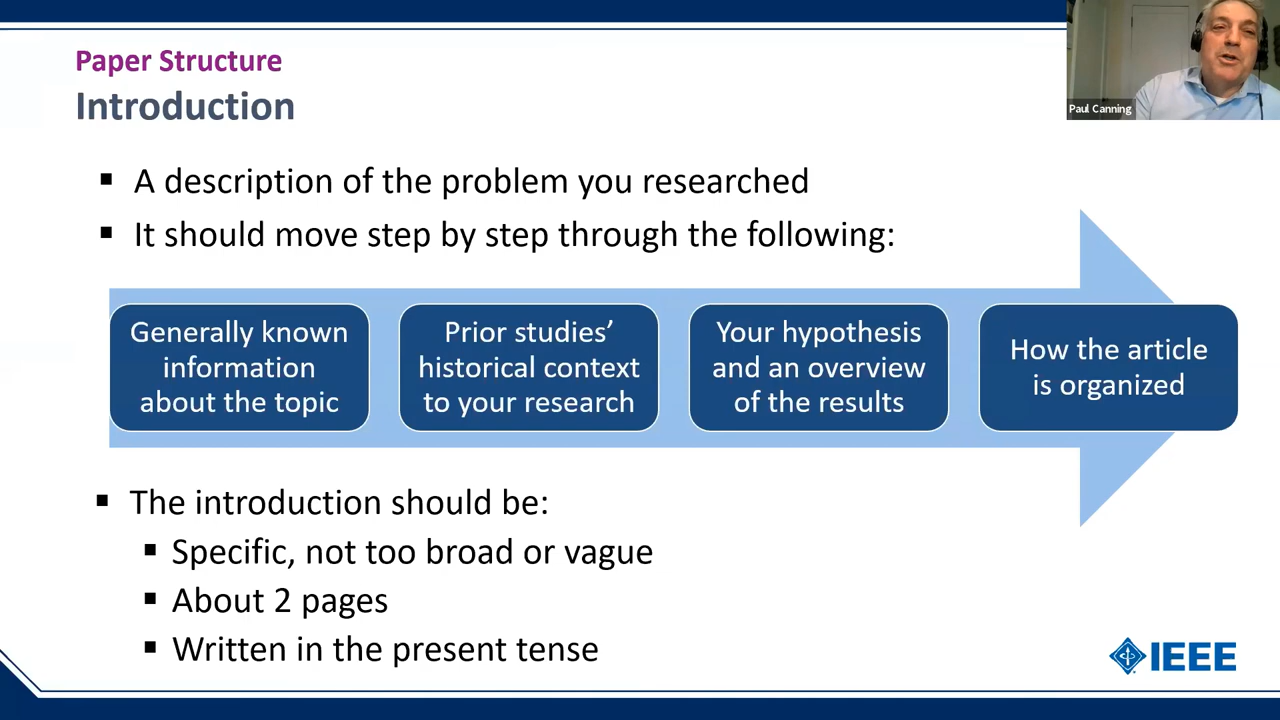 Paper Structure
Introduction
Paul Canning
▪ A description of the problem you researched
▪ It should move step by step through the following:
Generally known
information
about the topic
Prior studies’
historical context
to your research
Your hypothesis
and an overview
of the results
How the article
is organized
▪ The introduction should be:
▪ Specific, not too broad or vague
▪ About 2 pages
▪ Written in the present tense
IEEE